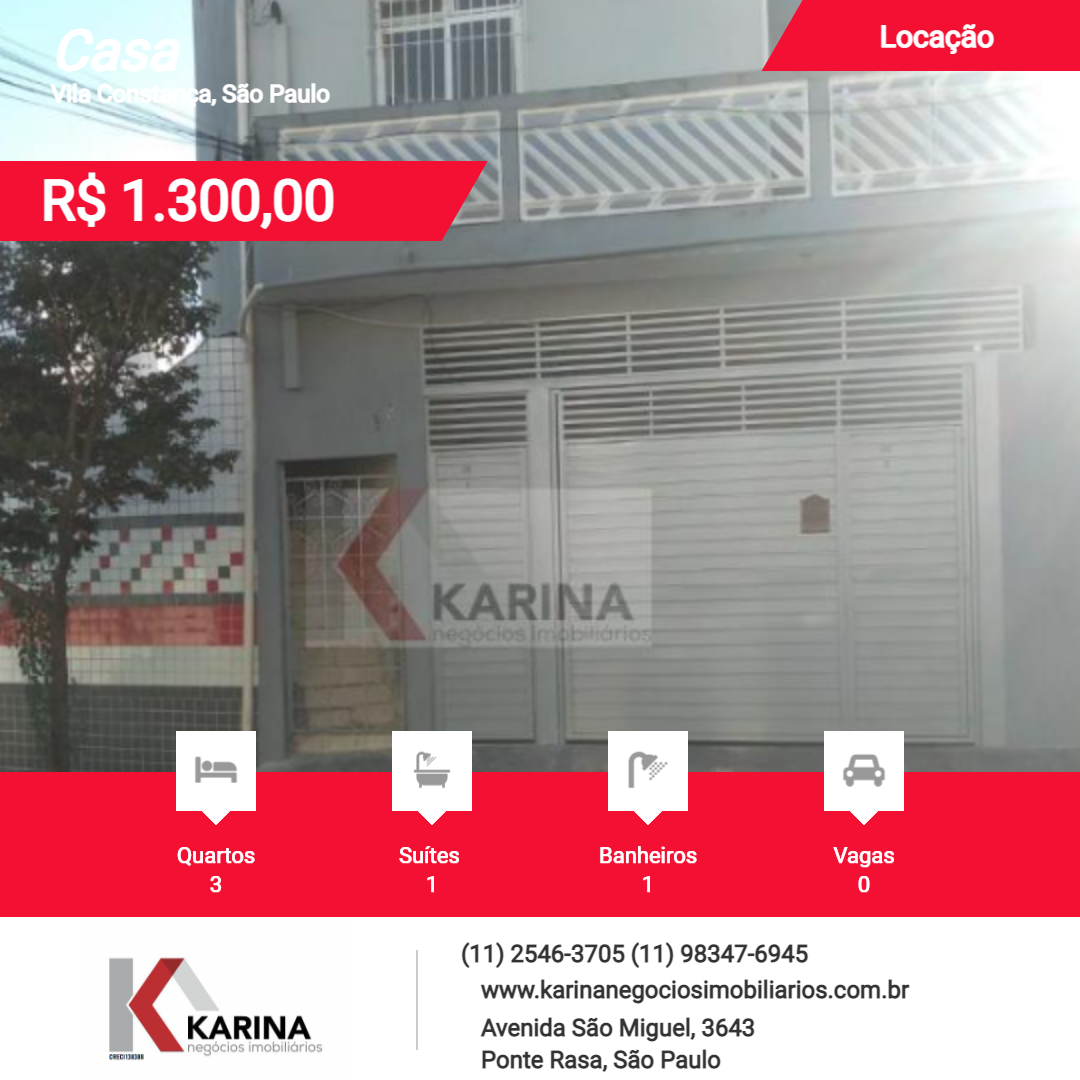 Casa
Locação
Vila Constança, São Paulo
R$ 1.300,00
KARINA
negócios imobiliários
Quartos
3
Suítes
1
Banheiros
1
Vagas
0
(11) 2546-3705 (11) 98347-6945
www.karinanegociosimobiliarios.com.br
Avenida São Miguel, 3643
Ponte Rasa, São Paulo
KARINA
negócios imobiliários